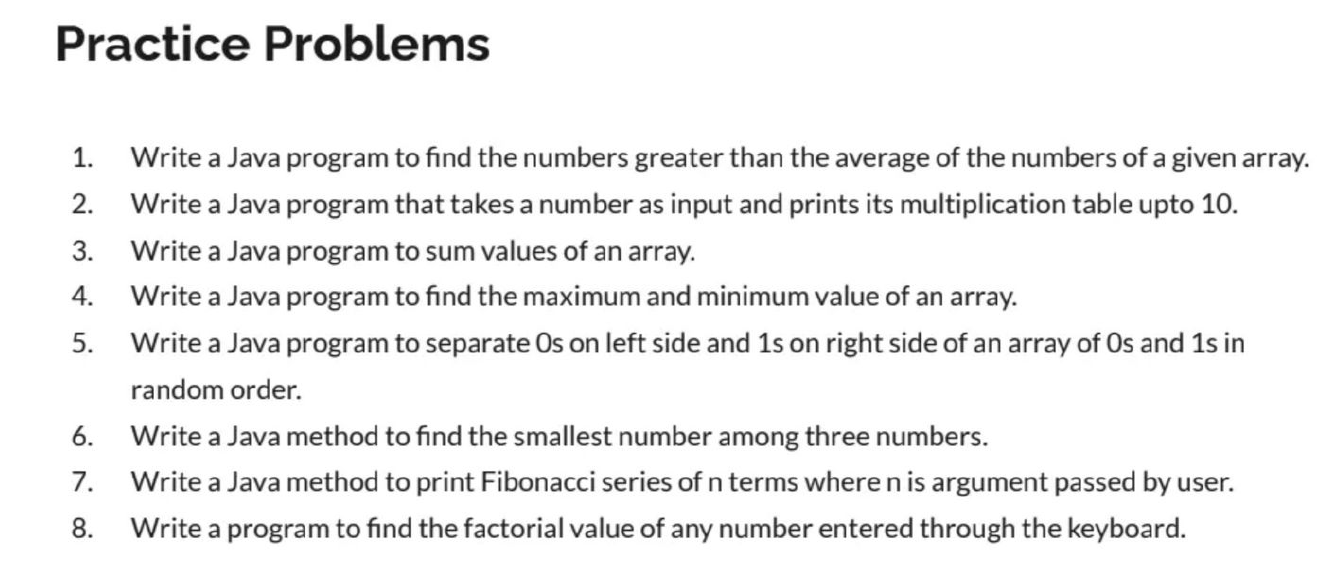 Practice Problems
1. Write a Java program to find the numbers greater than the average of the numbers of a given array.
2. Write a Java program that takes a number as input and prints its multiplication table upto 10.
3. Write a Java program to sum values of an array.
4. Write a Java program to find the maximum and minimum value of an array.
5. Write a Java program to separate 0s on left side and 1s on right side of an array of 0s and 1s in
random order.
6. Write a Java method to find the smallest number among three numbers.
7. Write a Java method to print Fibonacci series of n terms where n is argument passed by user.
8. Write a program to find the factorial value of any number entered through the keyboard.